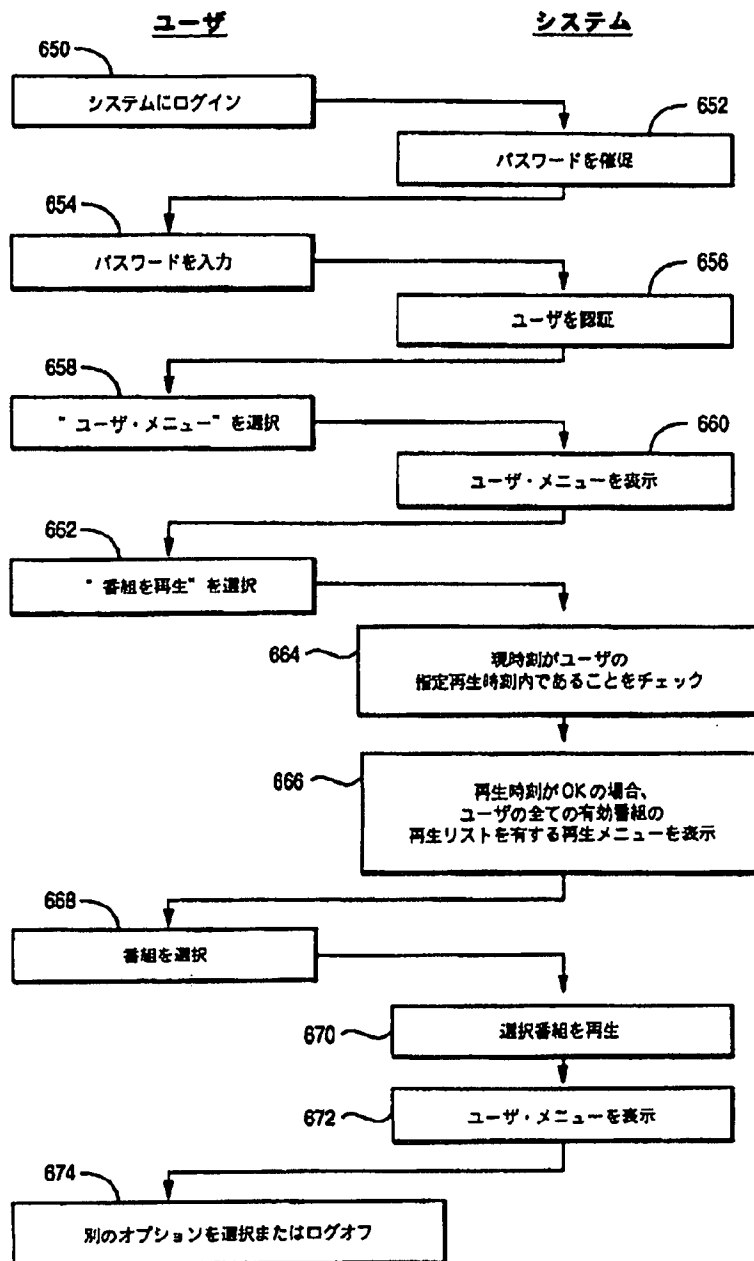 ユーザ
システム
650
システムにログイン
652
パスワードを催促
654
パスワードを入力
656
ユーザを認証
658
"ユーザ・メニュー"を選択
660
ユーザ・メニューを表示
662
"番組を再生"を選択
664
現時刻がユーザの
指定再生時刻内であることをチェック
666
再生時刻がOKの場合、
ユーザの全ての有効番組の
再生リストを有する再生メニューを表示
668
番組を選択
670
選択番組を再生
672
ユーザ・メニューを表示
674
別のオプションを選択またはログオフ